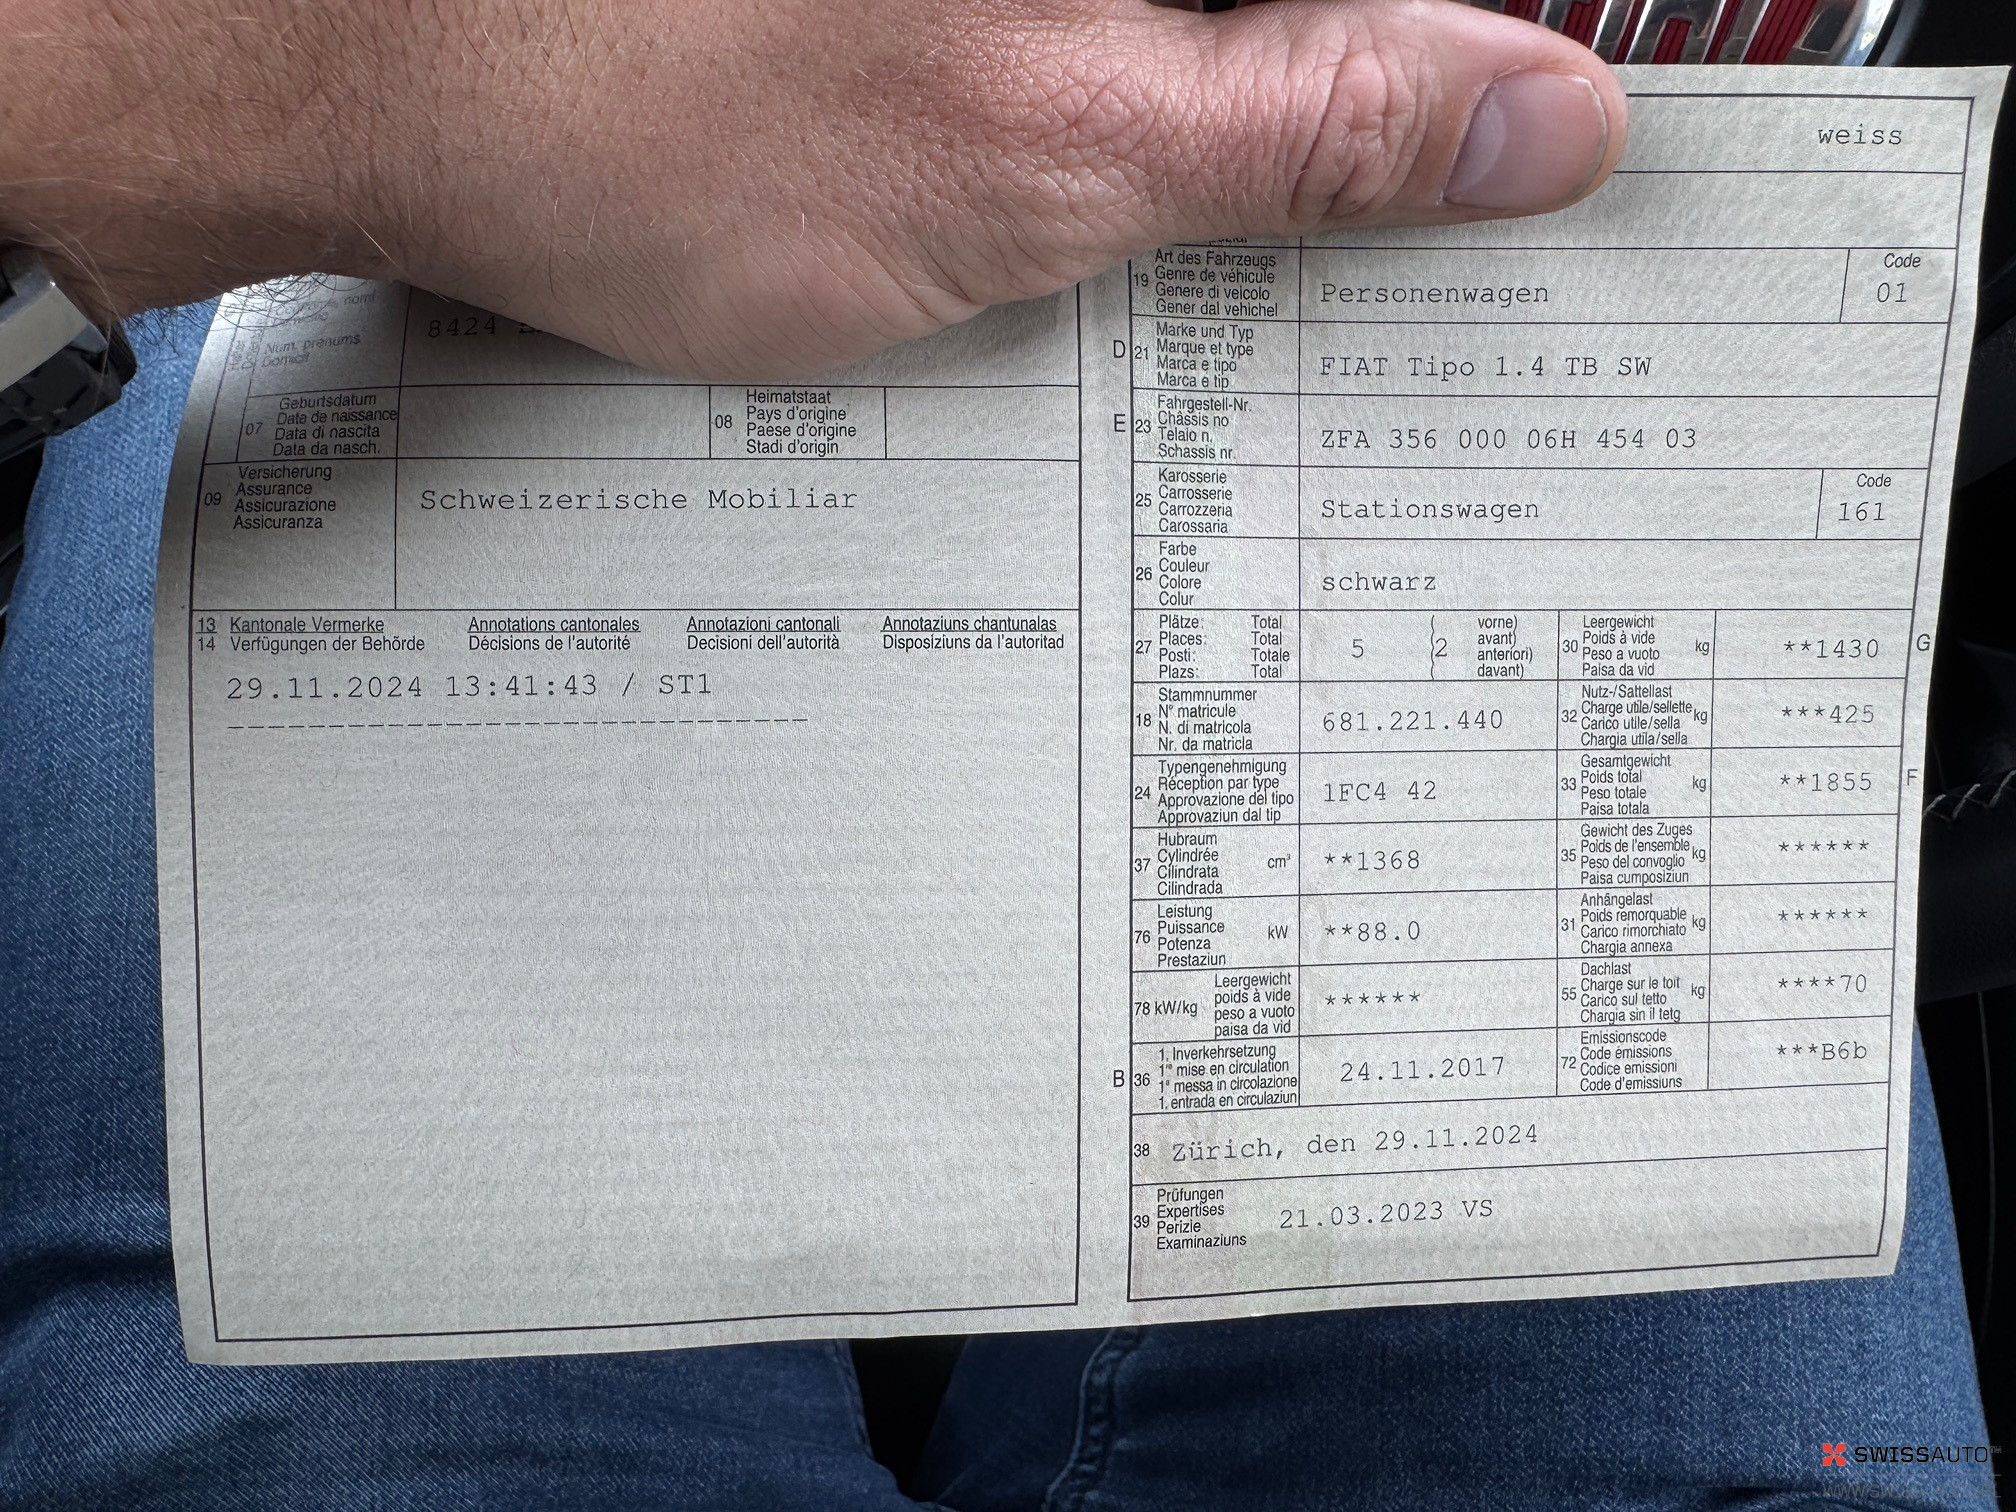 weiss
8424
Num, prénums
Domicil
07
Geburtsdatum
Date de naissance
Data di nascita
Data da nasch.
08
Heimatstaat
Pays d'origine
Paese d'origine
Stadi d'origin
09
Versicherung
Assurance
Assicurazione
Assicuranza
Schweizerische Mobiliar
13 Kantonale Vermerke Annotations cantonales Annotazioni cantonali Annotaziuns chantunalas
14 Verfügungen der Behörde Décisions de l'autorité Decisioni dell'autorità Disposiziuns da l'autoritad
29.11.2024 13:41:43 / ST1
----------------------------------
19
Art des Fahrzeugs
Genre de véhicule
Genere di veicolo
Gener dal vehichel
Personenwagen
Code
01
D 21
Marke und Typ
Marque et type
Marca e tipo
Marca e tip
FIAT Tipo 1.4 TB SW
E 23
Fahrgestell-Nr.
Châssis no
Telaio n.
Schassis nr.
ZFA 356 000 06H 454 03
25
Karosserie
Carrosserie
Carrozzeria
Carossaria
Stationswagen
Code
161
26
Farbe
Couleur
Colore
Colur
schwarz
27
Plätze: Total
Places: Total
Posti: Totale
Plazs: Total
5 (2
vorne)
avant)
anteriori)
davant)
30
Leergewicht
Poids à vide
Peso a vuoto
Paisa da vid
kg
**1430
G
18
Stammnummer
N° matricule
N. di matricola
Nr. da matricla
681.221.440
32
Nutz-/Sattellast
Charge utile/sellette
Carico utile/sella
Chargia utila/sella
kg
***425
24
Typengenehmigung
Réception par type
Approvazione del tipo
Approvaziun dal tip
1FC4 42
33
Gesamtgewicht
Poids total
Peso totale
Paisa totala
kg
**1855
F
37
Hubraum
Cylindrée
Cilindrata
Cilindrada
cm³
**1368
35
Gewicht des Zuges
Poids de l'ensemble
Peso del convoglio
Paisa cumposiziun
kg
******
76
Leistung
Puissance
Potenza
Prestaziun
kW
**88.0
31
Anhängelast
Poids remorquable
Carico rimorchiato
Chargia annexa
kg
******
78 kW/kg
Leergewicht
poids à vide
peso a vuoto
paisa da vid
******
55
Dachlast
Charge sur le toit
Carico sul tetto
Chargia sin il tetg
kg
****70
B 36
1. Inverkehrsetzung
1re mise en circulation
1a messa in circolazione
1. entrada en circulaziun
24.11.2017
72
Emissionscode
Code émissions
Codice emissioni
Code d'emissiuns
***B6b
38 Zürich, den 29.11.2024
39
Prüfungen
Expertises
Perizie
Examinaziuns
21.03.2023 VS
SWISSAUTO™